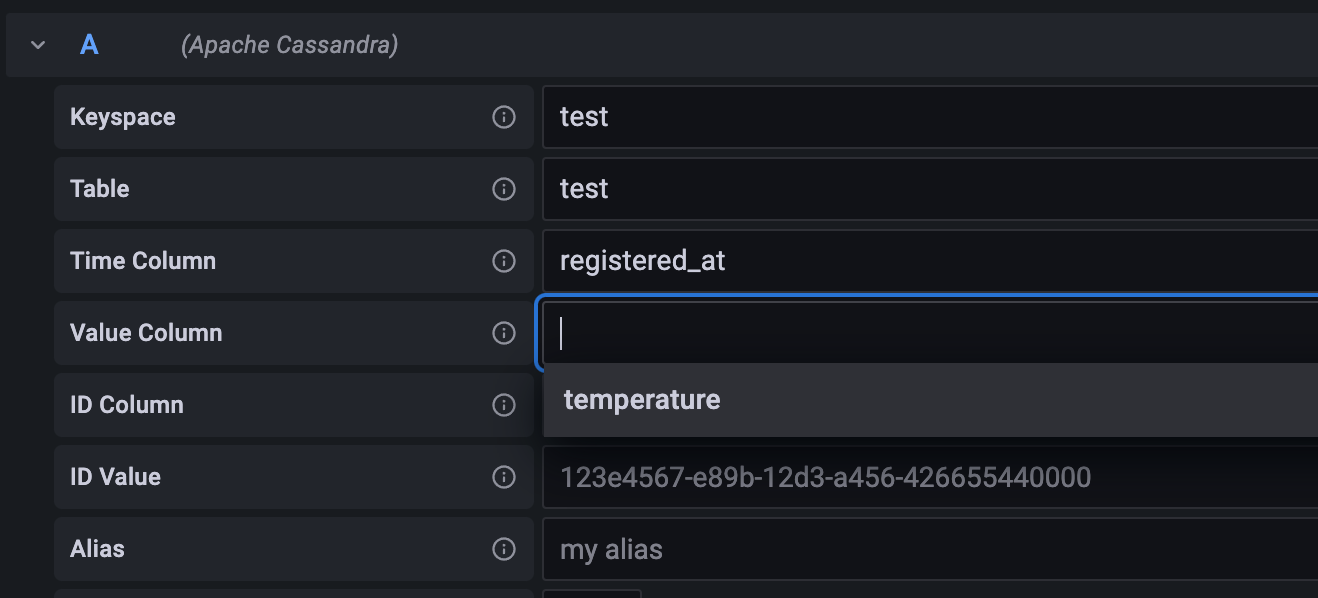 A (Apache Cassandra)
Keyspace test
Table test
Time Column registered_at
Value Column
temperature
ID Column
ID Value 123e4567-e89b-12d3-a456-426655440000
Alias my alias